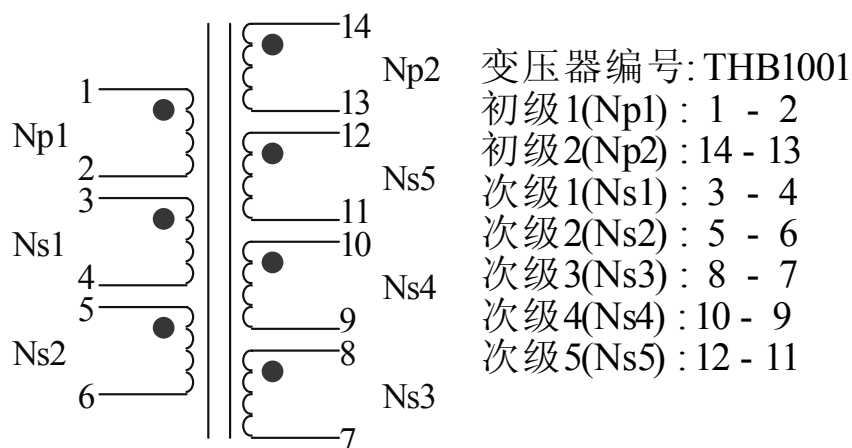 14
Np2
13
1
Np1
2
12
Ns5
11
3
Ns1
4
10
Ns4
9
5
Ns2
6
8
Ns3
7
变压器编号: THB1001
初级1(Np1) : 1 - 2
初级2(Np2) : 14 - 13
次级1(Ns1) : 3 - 4
次级2(Ns2) : 5 - 6
次级3(Ns3) : 8 - 7
次级4(Ns4) : 10 - 9
次级5(Ns5) : 12 - 11